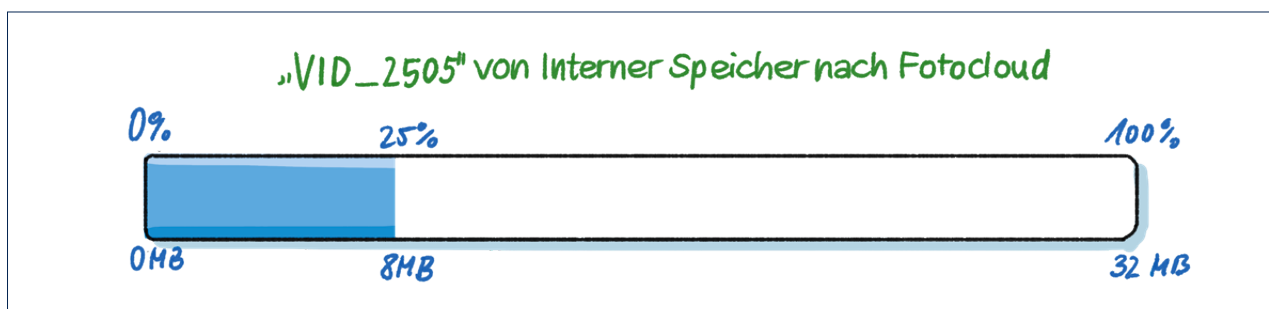 „VID_2505" von Interner Speicher nach Fotocloud
0% 25% 100%
0MB 8MB 32 MB